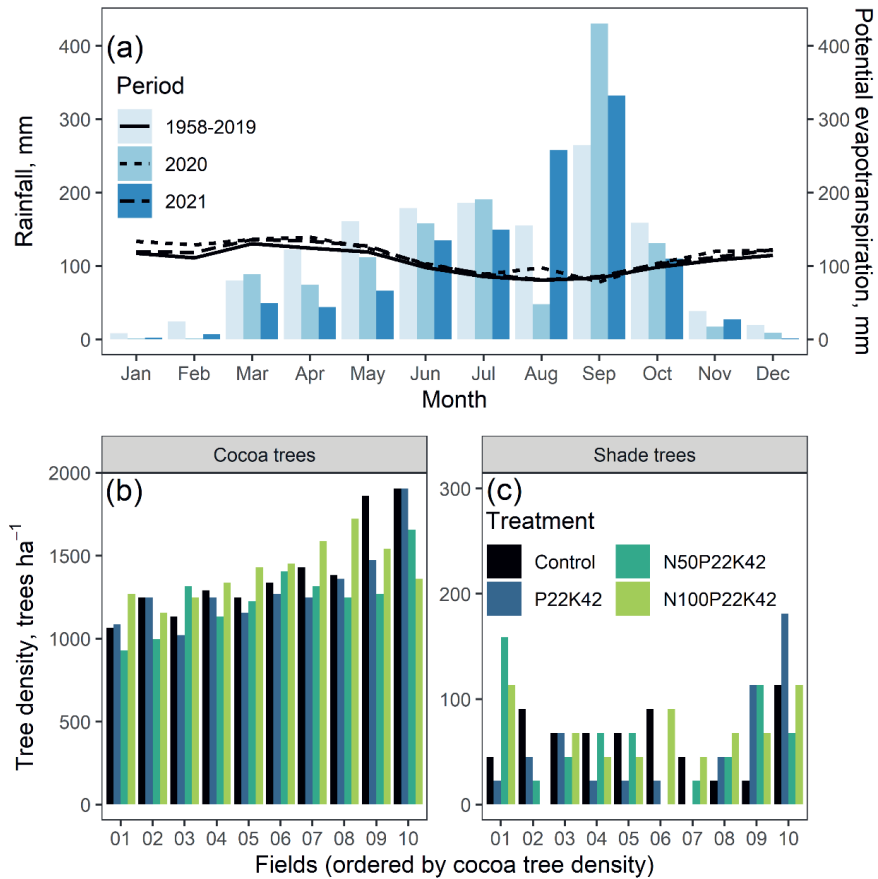 (a)
Period
1958-2019
2020
2021
Rainfall, mm
Potential evapotranspiration, mm
400
300
200
100
0
400
300
200
100
0
Jan Feb Mar Apr May Jun Jul Aug Sep Oct Nov Dec
Month
Cocoa trees
(b)
Tree density, trees ha⁻¹
2000
1500
1000
500
0
01 02 03 04 05 06 07 08 09 10
Shade trees
(c)
Treatment
Control
P22K42
N50P22K42
N100P22K42
300
200
100
0
01 02 03 04 05 06 07 08 09 10
Fields (ordered by cocoa tree density)